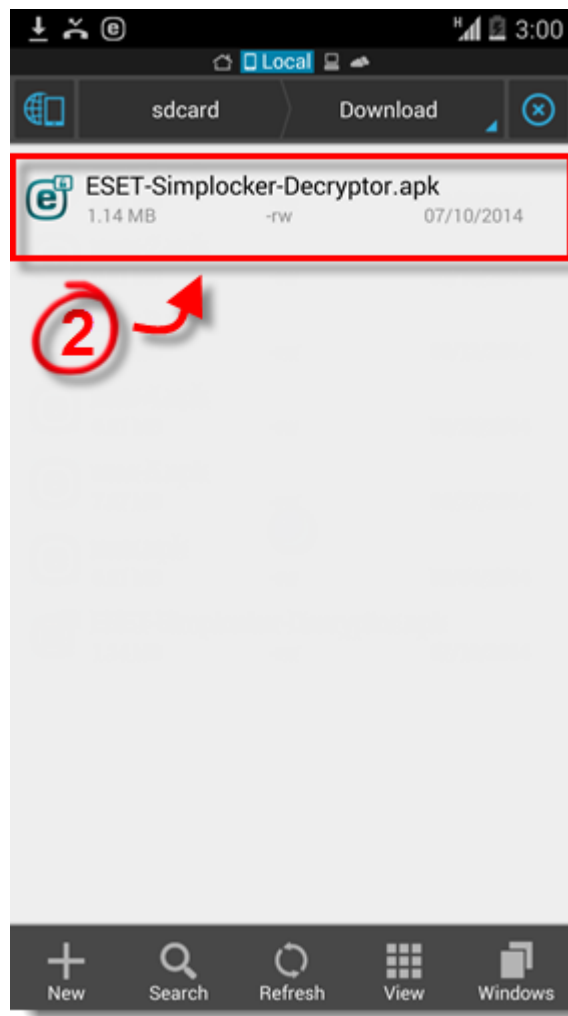 H 3:00
Local
sdcard Download
ESET-Simplocker-Decryptor.apk
1.14 MB -rw 07/10/2014
2
New Search Refresh View Windows